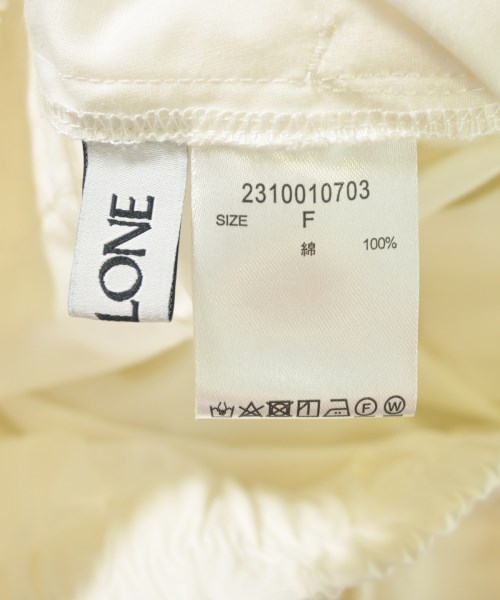 LONE
2310010703
SIZE F
綿 100%
F W